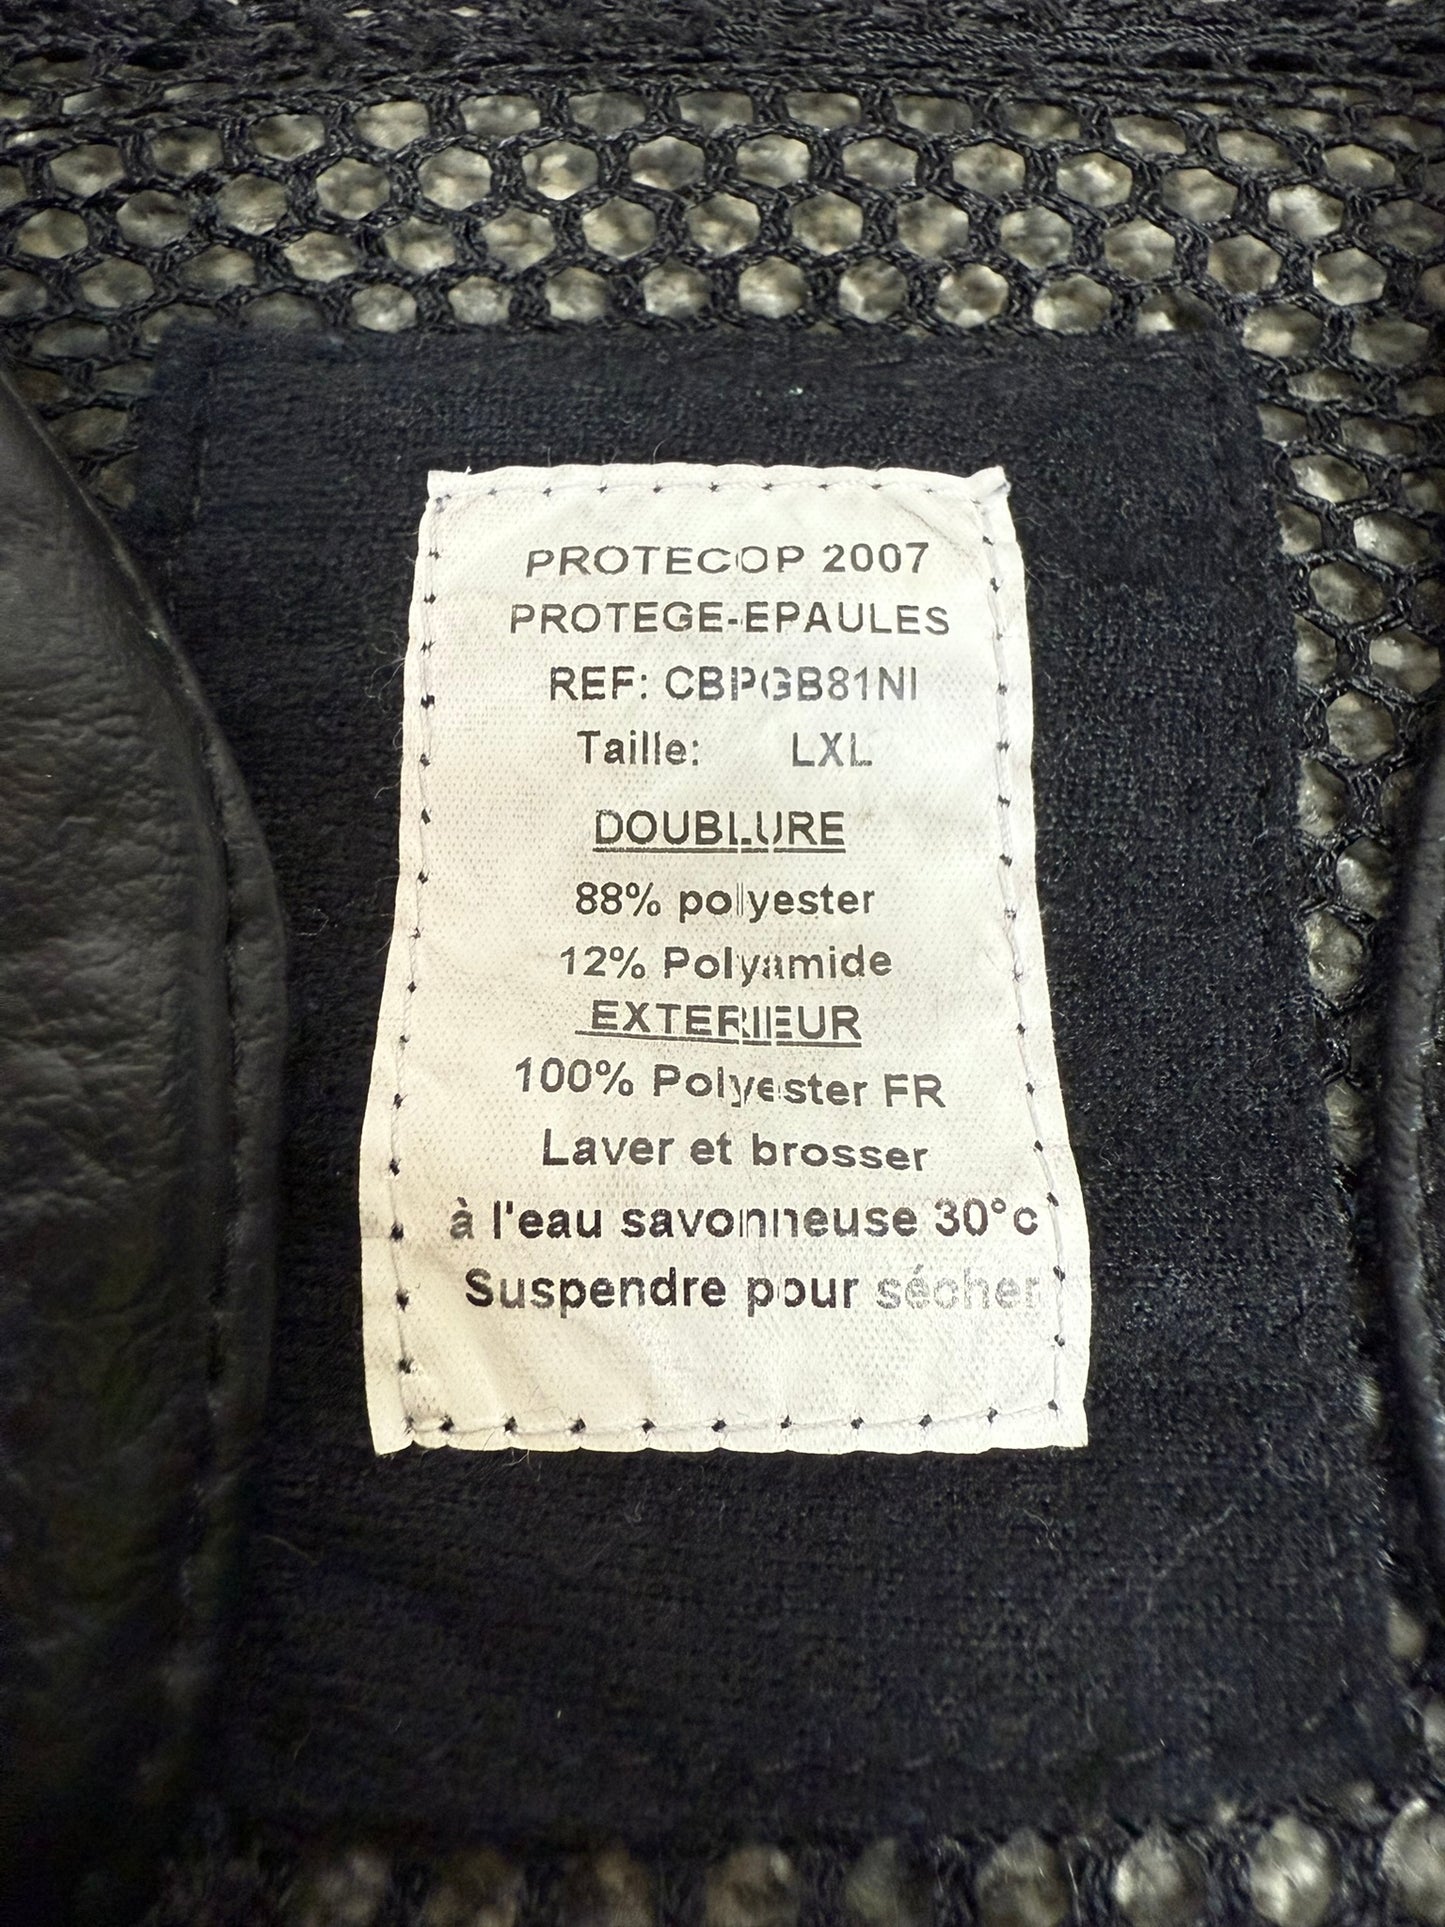 PROTECOP 2007
PROTEGE-EPAULES
REF: CBPGB81NI
Taille: LXL
DOUBLURE
88% polyester
12% Polyamide
EXTERIEUR
100% Polyester FR
Laver et brosser
à l'eau savonneuse 30°c
Suspendre pour sécher